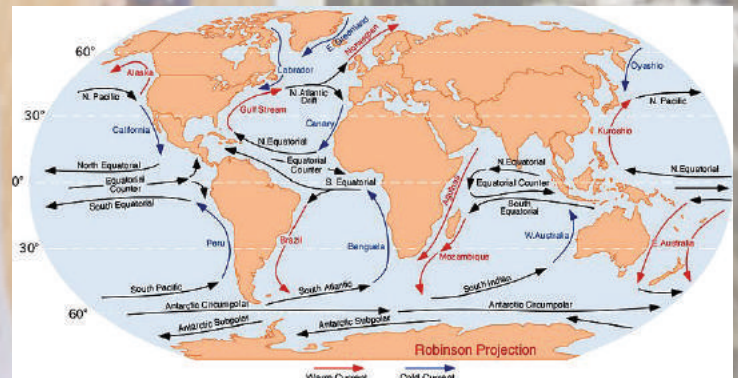 60°
30°
0°
30°
60°
E. Greenland
Norwegian
Alaska
Labrador
Oyashio
N. Pacific
N. Atlantic
Drift
N. Pacific
Gulf Stream
California
Canary
Kuroshio
N. Equatorial
North Equatorial
Equatorial
Counter
N. Equatorial
N. Equatorial
Equatorial
Counter
S. Equatorial
Equatorial Counter
South Equatorial
Agulhas
South
Equatorial
Peru
Brazil
Benguela
Mozambique
W. Australia
E. Australia
South Pacific
South Atlantic
South Indian
Antarctic Circumpolar
Antarctic Circumpolar
Antarctic Subpolar
Antarctic Subpolar
Robinson Projection
Warm Current
Cold Current